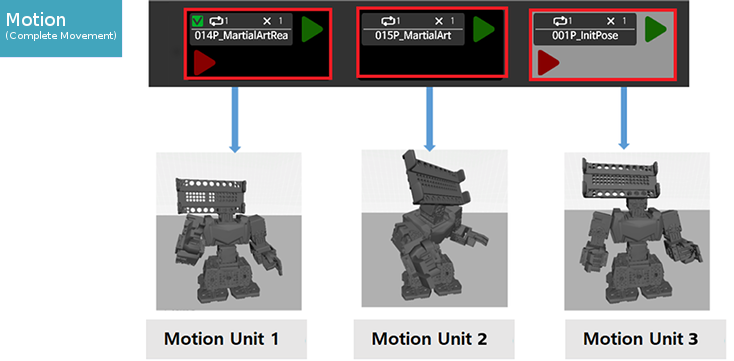 Motion
(Complete Movement)
1 × 1
014P_MartialArtRea
1 × 1
015P_MartialArt
1 × 1
001P_InitPose
Motion Unit 1
Motion Unit 2
Motion Unit 3